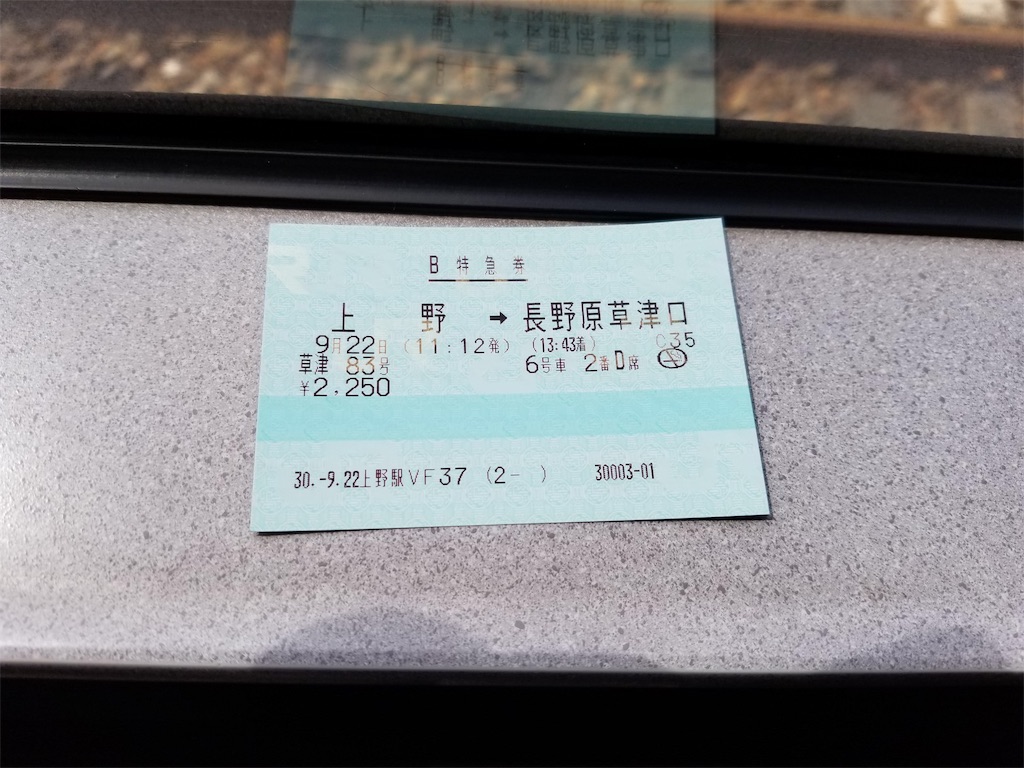 B特急券
上野 → 長野原草津口
9月22日 (11:12発) (13:43着) C35
草津 83号 6号車 2番D席
¥2,250
30.-9.22上野駅VF37 (2- ) 30003-01